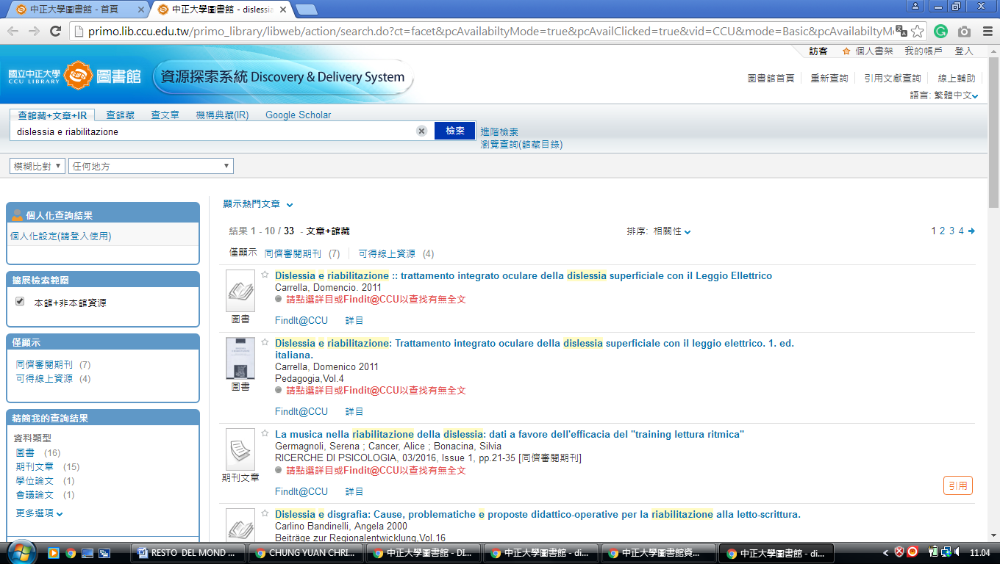 中正大學圖書館 - 首頁
中正大學圖書館 - dislessia
primo.lib.ccu.edu.tw/primo_library/libweb/action/search.do?ct=facet&pcAvailabiltyMode=true&pcAvailClicked=true&vid=CCU&mode=Basic&pcAvailabiltyM
訪客 個人書架 我的帳戶 登入
國立中正大學
CCU LIBRARY
圖書館
資源探索系統 Discovery & Delivery System
圖書館首頁 重新查詢 引用文獻查詢 線上輔助
語言: 繁體中文
查館藏+文章+IR 查館藏 查文章 機構典藏(IR) Google Scholar
dislessia e riabilitazione
檢索
進階檢索
瀏覽查詢(館藏目錄)
模糊比對 任何地方
個人化查詢結果
個人化設定(請登入使用)
擴展檢索範圍
本館+非本館資源
僅顯示
同儕審閱期刊 (7)
可得線上資源 (4)
精簡我的查詢結果
資料類型
圖書 (16)
期刊文章 (15)
學位論文 (1)
會議論文 (1)
更多選項
顯示熱門文章
結果 1 - 10 / 33 - 文章+館藏
排序: 相關性
1 2 3 4
僅顯示 同儕審閱期刊 (7) 可得線上資源 (4)
Dislessia e riabilitazione :: trattamento integrato oculare della dislessia superficiale con il Leggio Ellettrico
Carrella, Domencio. 2011
請點選詳目或Findit@CCU以查找有無全文
圖書
FindIt@CCU 詳目
Dislessia e riabilitazione: Trattamento integrato oculare della dislessia superficiale con il leggio elettrico. 1. ed.
italiana.
Carrella, Domenico 2011
Pedagogia,Vol.4
圖書
請點選詳目或Findit@CCU以查找有無全文
FindIt@CCU 詳目
La musica nella riabilitazione della dislessia: dati a favore dell'efficacia del "training lettura ritmica"
Germagnoli, Serena ; Cancer, Alice ; Bonacina, Silvia
RICERCHE DI PSICOLOGIA, 03/2016, Issue 1, pp.21-35 [同儕審閱期刊]
請點選詳目或Findit@CCU以查找有無全文
期刊文章
FindIt@CCU 詳目
引用
Dislessia e disgrafia: Cause, problematiche e proposte didattico-operative per la riabilitazione alla letto-scrittura.
Carlino Bandinelli, Angela 2000
Beiträge zur Regionalentwicklung,Vol.16
RESTO DEL MOND ...
CHUNG YUAN CHRI...
中正大學圖書館 - DI...
中正大學圖書館 - di...
中正大學圖書館資...
中正大學圖書館 - di...
11.04